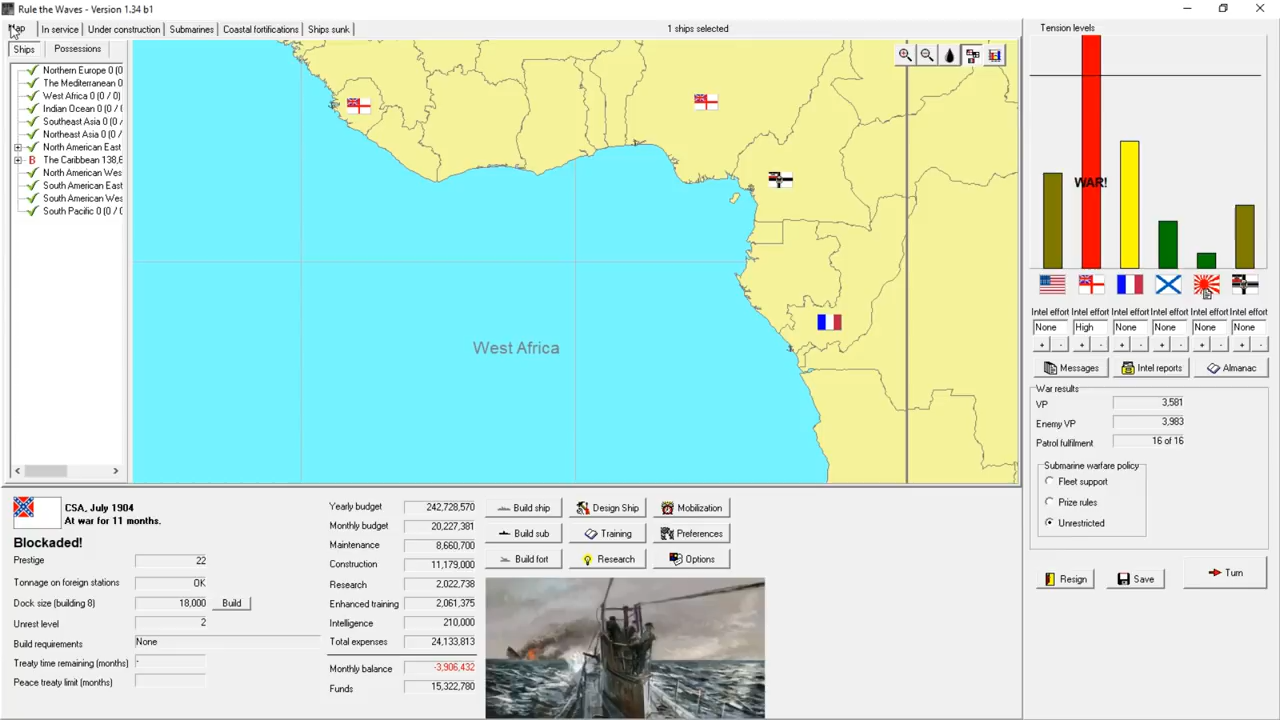 Rule the Waves - Version 1.34 b1
Map
In service
Under construction
Submarines
Coastal fortifications
Ships sunk
1 ships selected
Ships
Possessions
Northern Europe 0 (0
The Mediterranean 0
West Africa 0 (0 / 0)
Indian Ocean 0 (0 /
Southeast Asia 0 (0
Northeast Asia 0 (0 /
North American East
B The Caribbean 138,6
North American Wes
South American East
South American Wes
South Pacific 0 (0 / 0
West Africa
Tension levels
WAR!
Intel effort Intel effort Intel effort Intel effort Intel effort Intel effort
None High None None None None
+ - + - + - + - + - + -
Messages
Intel reports
Almanac
War results
VP 3,581
Enemy VP 3,983
Patrol fulfilment 16 of 16
Submarine warfare policy
Fleet support
Prize rules
Unrestricted
Resign
Save
Turn
CSA, July 1904
At war for 11 months.
Blockaded!
Prestige 22
Tonnage on foreign stations OK
Dock size (building 8) 18,000 Build
Unrest level 2
Build requirements None
Treaty time remaining (months) -
Peace treaty limit (months)
Yearly budget 242,728,570
Monthly budget 20,227,381
Maintenance 8,660,700
Construction 11,179,000
Research 2,022,738
Enhanced training 2,061,375
Intelligence 210,000
Total expenses 24,133,813
Monthly balance -3,906,432
Funds 15,322,780
Build ship
Design Ship
Mobilization
Build sub
Training
Preferences
Build fort
Research
Options